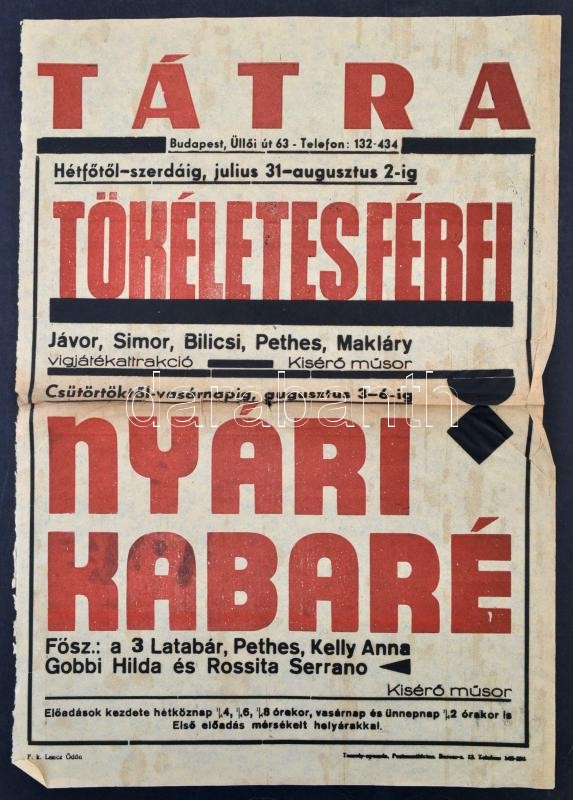 TÁTRA
Budapest, Üllői út 63 - Telefon: 132-434
Hétfőtől-szerdáig, julius 31-augusztus 2-ig
TÖKÉLETES FÉRFI
Jávor, Simor, Bilicsi, Pethes, Makláry
vigjátékattrakció Kisérő műsor
Csütörtöktől-vasárnapig, augusztus 3-6-ig
darabanth
NYÁRI
KABARÉ
Fősz.: a 3 Latabár, Pethes, Kelly Anna
Gobbi Hilda és Rossita Serrano
Kisérő műsor
Előadások kezdete hétköznap ½4, ½6, ½8 órakor, vasárnap és ünnepnap ½2 órakor is
Első előadás mérsékelt helyárakkal.
F. k. Lencz Ödön